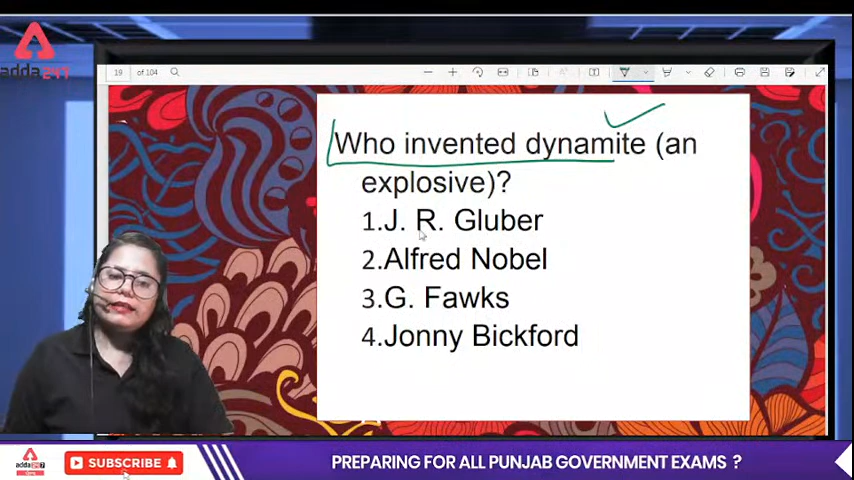 adda247
19 of 104
Who invented dynamite (an
explosive)?
1.J. R. Gluber
2.Alfred Nobel
3.G. Fawks
4.Jonny Bickford
adda247
SUBSCRIBE
PREPARING FOR ALL PUNJAB GOVERNMENT EXAMS ?